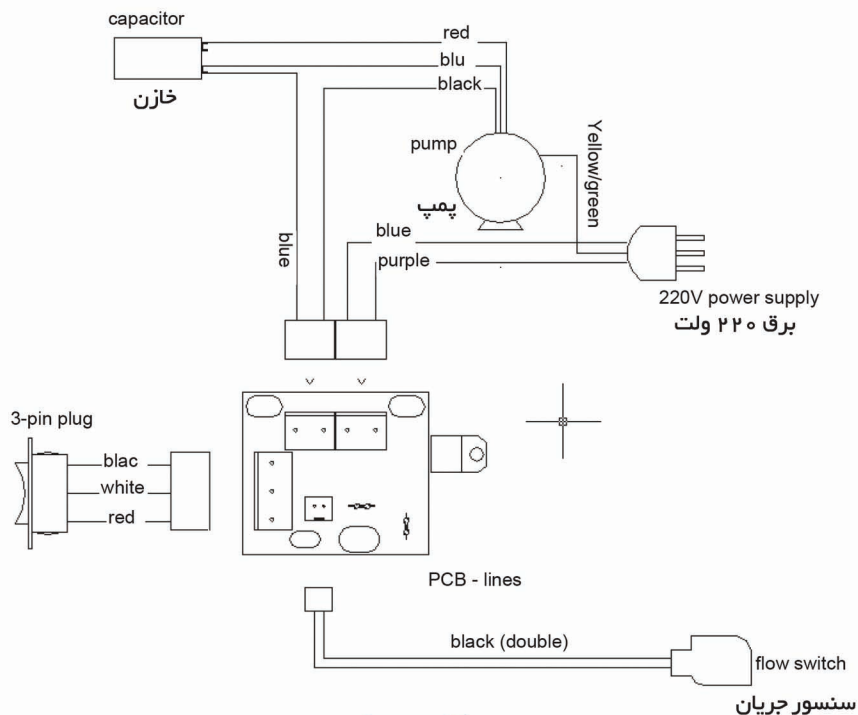 capacitor
خازن
red
blu
black
pump
پمپ
Yellow/green
blue
blue
purple
220V power supply
برق ۲۲۰ ولت
3-pin plug
blac
white
red
PCB - lines
black (double)
flow switch
سنسور جریان